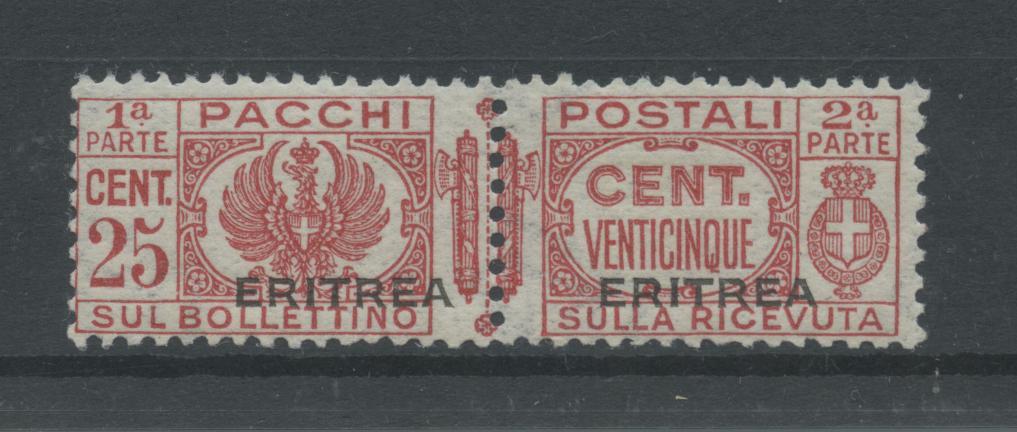 1a PARTE
PACCHI
CENT. 25
ERITREA
SUL BOLLETTINO
POSTALI
2a PARTE
CENT.
VENTICINQUE
ERITREA
SULLA RICEVUTA